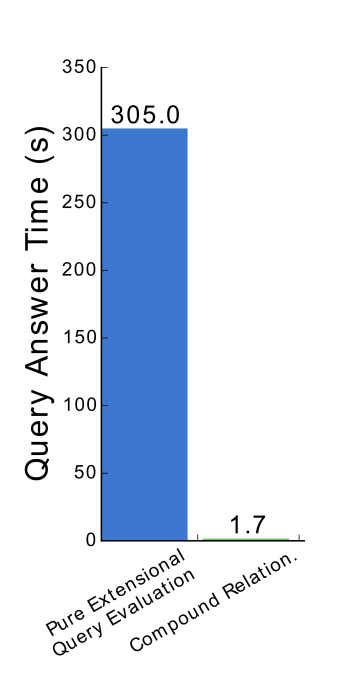 Query Answer Time (s)
350
300
250
200
150
100
50
0
305.0
1.7
Pure Extensional
Query Evaluation
Compound Relation.